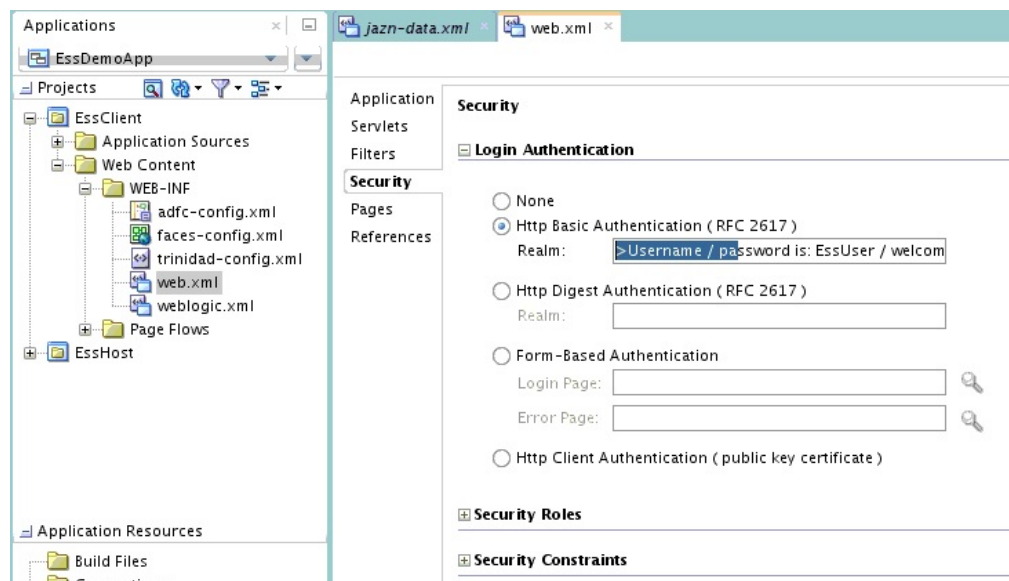 Applications
EssDemoApp
Projects
EssClient
Application Sources
Web Content
WEB-INF
adfc-config.xml
faces-config.xml
trinidad-config.xml
web.xml
weblogic.xml
Page Flows
EssHost
Application Resources
Build Files
jazn-data.xml
web.xml
Application
Servlets
Filters
Security
Pages
References
Security
Login Authentication
None
Http Basic Authentication ( RFC 2617 )
Realm: >Username / password is: EssUser / welcom
Http Digest Authentication ( RFC 2617 )
Realm:
Form-Based Authentication
Login Page:
Error Page:
Http Client Authentication ( public key certificate )
Security Roles
Security Constraints